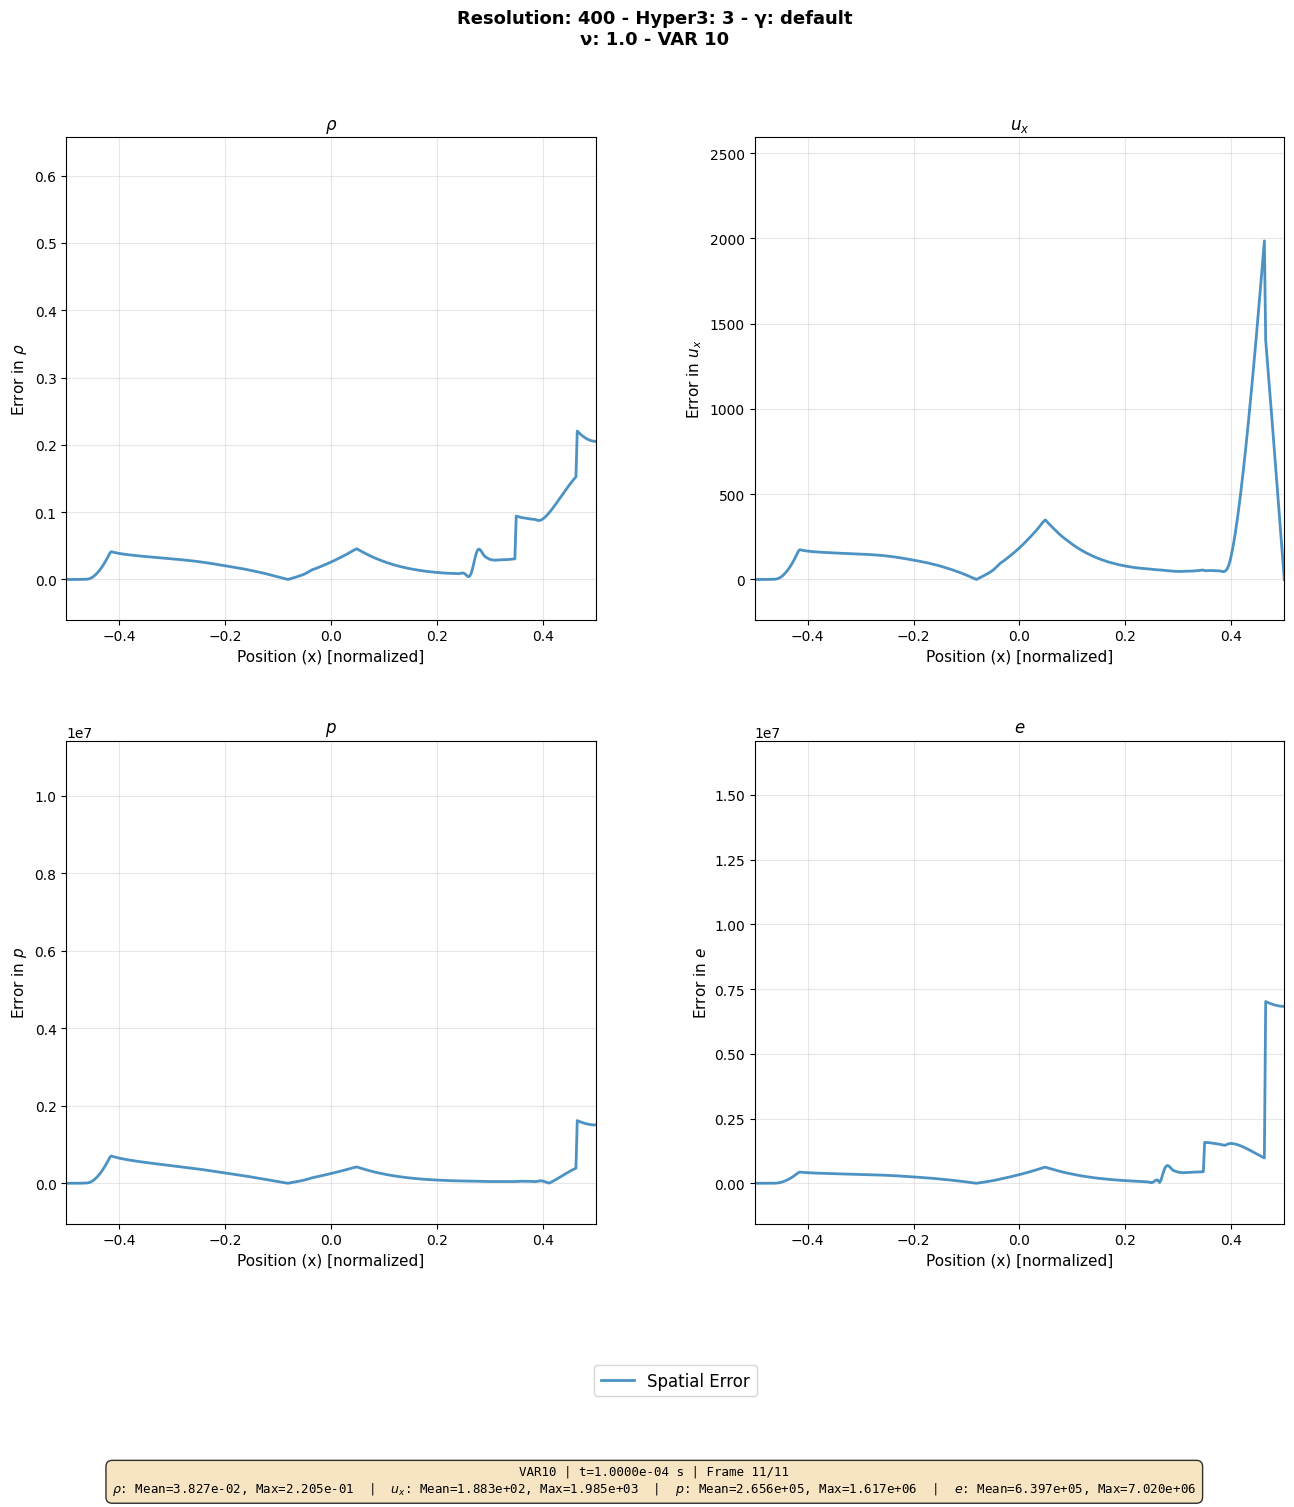 Resolution: 400 - Hyper3: 3 - γ: default
ν: 1.0 - VAR 10
ρ
Error in ρ
0.6
0.5
0.4
0.3
0.2
0.1
0.0
−0.4 −0.2 0.0 0.2 0.4
Position (x) [normalized]
uₓ
Error in uₓ
2500
2000
1500
1000
500
0
−0.4 −0.2 0.0 0.2 0.4
Position (x) [normalized]
p
1e7
Error in p
1.0
0.8
0.6
0.4
0.2
0.0
−0.4 −0.2 0.0 0.2 0.4
Position (x) [normalized]
e
1e7
Error in e
1.50
1.25
1.00
0.75
0.50
0.25
0.00
−0.4 −0.2 0.0 0.2 0.4
Position (x) [normalized]
Spatial Error
VAR10 | t=1.0000e-04 s | Frame 11/11
ρ: Mean=3.827e-02, Max=2.205e-01 | uₓ: Mean=1.883e+02, Max=1.985e+03 | p: Mean=2.656e+05, Max=1.617e+06 | e: Mean=6.397e+05, Max=7.020e+06